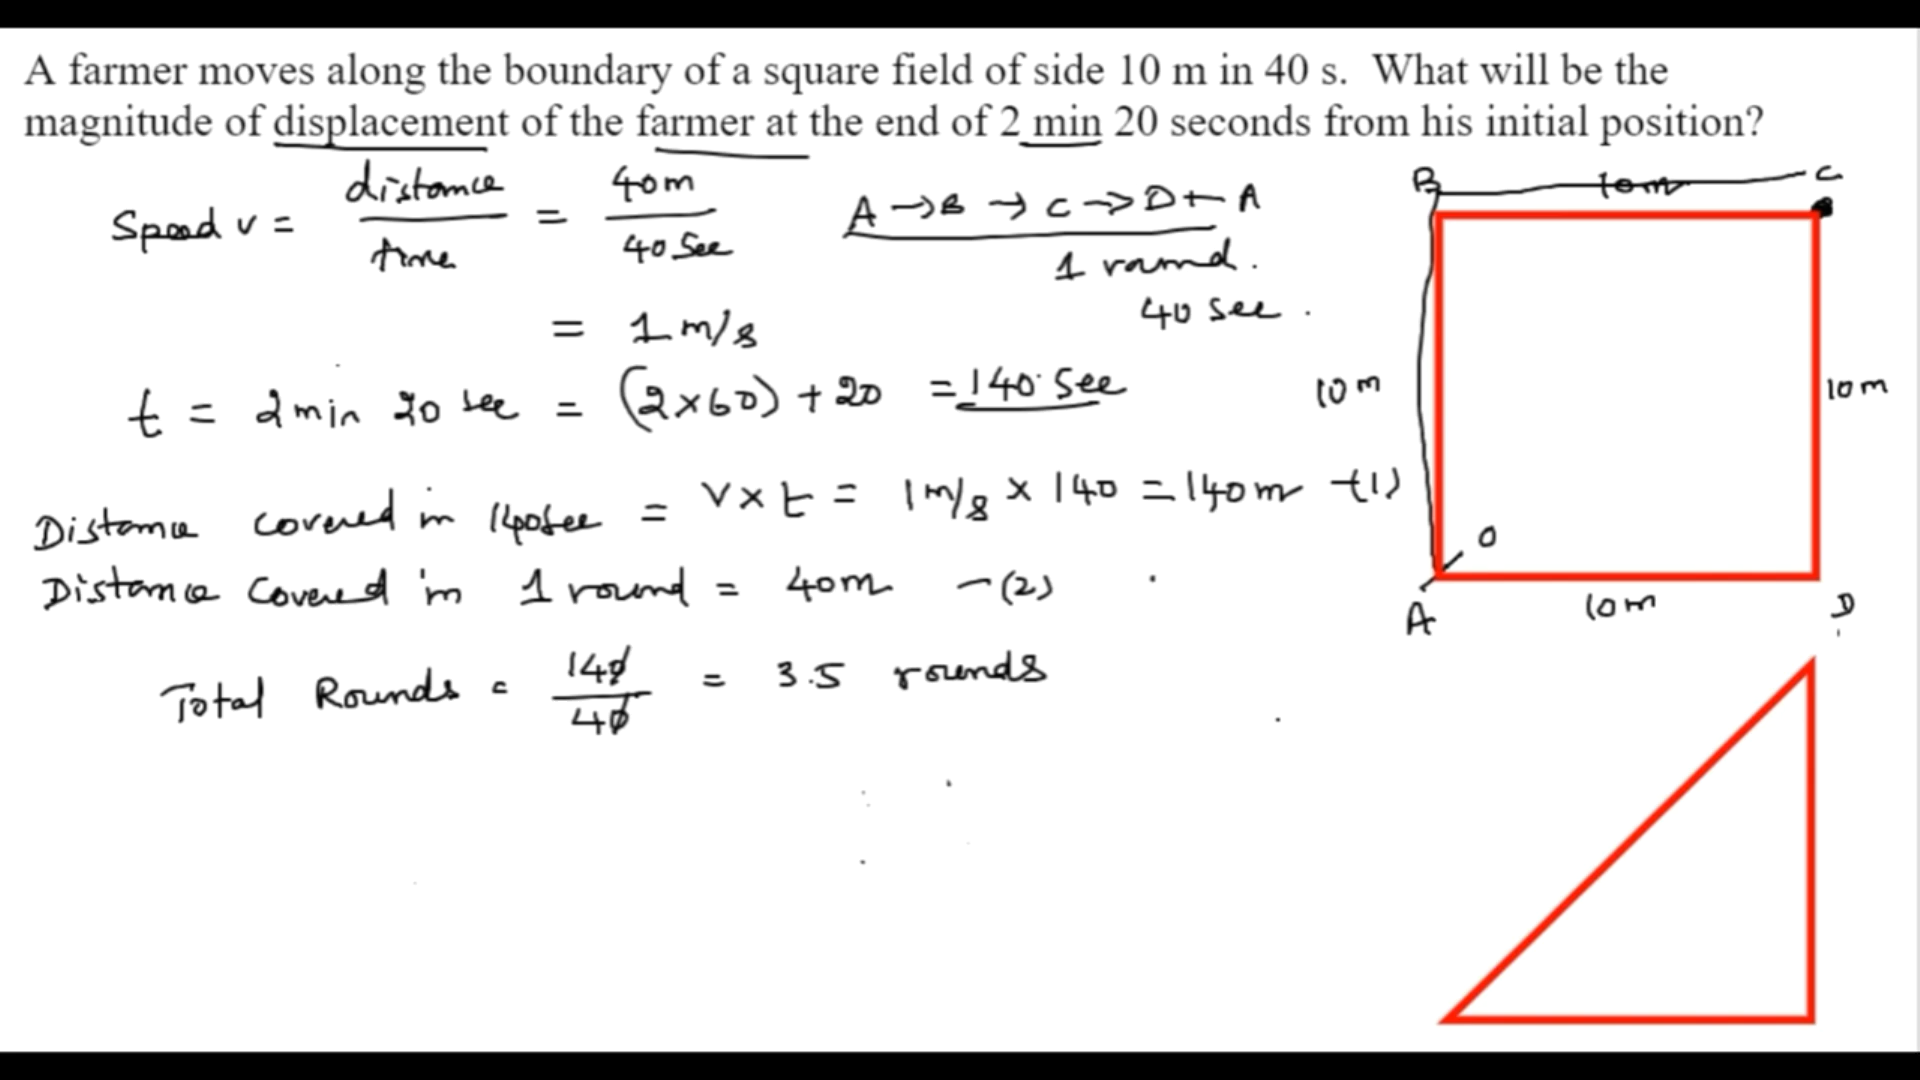 A farmer moves along the boundary of a square field of side 10 m in 40 s. What will be the
magnitude of displacement of the farmer at the end of 2 min 20 seconds from his initial position?
Speed v = distance / time = 40m / 40 Sec
= 1 m/s
A → B → C → D → A
1 round.
40 sec.
t = 2 min 20 sec = (2×60) + 20 = 140 Sec
Distance covered in 140sec = v × t = 1 m/s × 140 = 140m -(1)
Distance covered in 1 round = 40m -(2)
Total Rounds = 140 / 40 = 3.5 rounds
B 10m C
10m 10m
O
A 10m D